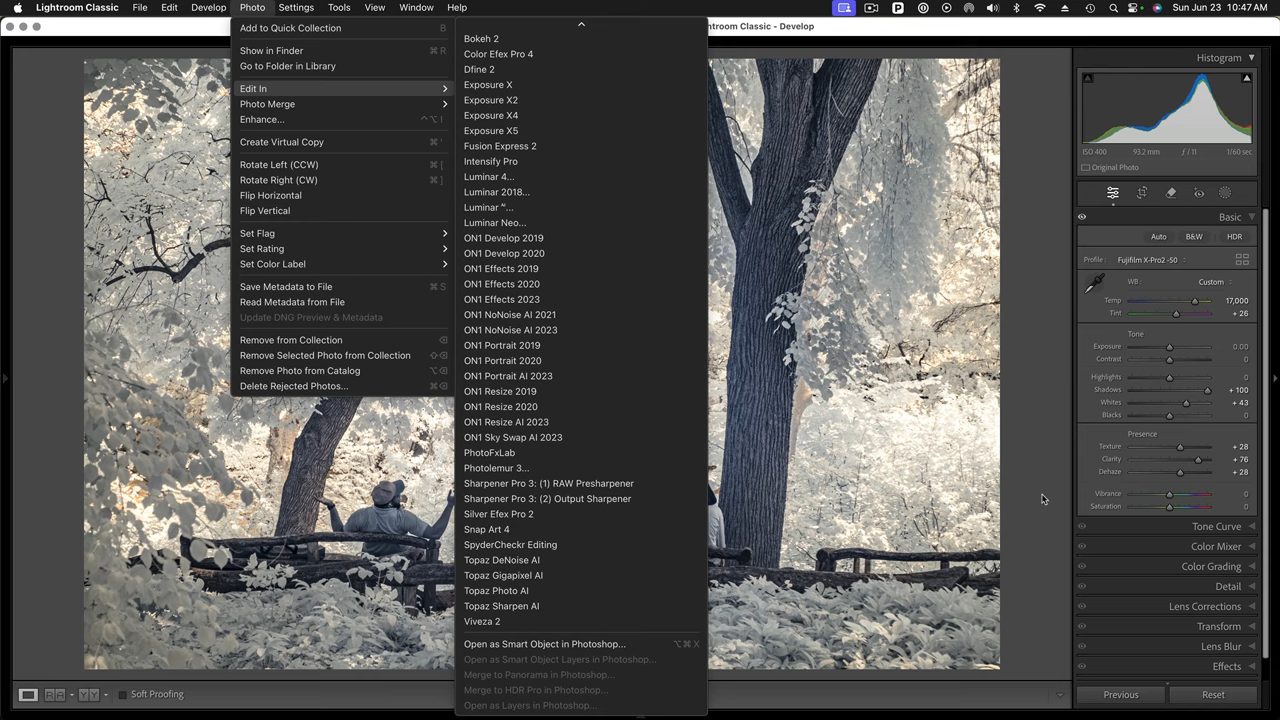 Lightroom Classic File Edit Develop Photo Settings Tools View Window Help Sun Jun 23 10:47 AM
htroom Classic - Develop
Add to Quick Collection B
Show in Finder ⌘ R
Go to Folder in Library
Edit In
Photo Merge
Enhance... ^⌥ I
Create Virtual Copy ⌘ '
Rotate Left (CCW) ⌘ [
Rotate Right (CW) ⌘ ]
Flip Horizontal
Flip Vertical
Set Flag
Set Rating
Set Color Label
Save Metadata to File ⌘ S
Read Metadata from File
Update DNG Preview & Metadata
Remove from Collection ⌫
Remove Selected Photo from Collection ⇧⌫
Remove Photo from Catalog ⌥⌫
Delete Rejected Photos... ⌘⌫
Bokeh 2
Color Efex Pro 4
Dfine 2
Exposure X
Exposure X2
Exposure X4
Exposure X5
Fusion Express 2
Intensify Pro
Luminar 4...
Luminar 2018...
Luminar ᴬᴵ...
Luminar Neo...
ON1 Develop 2019
ON1 Develop 2020
ON1 Effects 2019
ON1 Effects 2020
ON1 Effects 2023
ON1 NoNoise AI 2021
ON1 NoNoise AI 2023
ON1 Portrait 2019
ON1 Portrait 2020
ON1 Portrait AI 2023
ON1 Resize 2019
ON1 Resize 2020
ON1 Resize AI 2023
ON1 Sky Swap AI 2023
PhotoFxLab
Photolemur 3...
Sharpener Pro 3: (1) RAW Presharpener
Sharpener Pro 3: (2) Output Sharpener
Silver Efex Pro 2
Snap Art 4
SpyderCheckr Editing
Topaz DeNoise AI
Topaz Gigapixel AI
Topaz Photo AI
Topaz Sharpen AI
Viveza 2
Open as Smart Object in Photoshop... ⌥⌘ X
Open as Smart Object Layers in Photoshop...
Merge to Panorama in Photoshop...
Merge to HDR Pro in Photoshop...
Open as Layers in Photoshop...
Histogram
ISO 400 93.2 mm ƒ / 11 1/60 sec
Original Photo
Basic
Auto B&W HDR
Profile : Fujifilm X-Pro2 -50
WB : Custom
Temp 17,000
Tint + 26
Tone
Exposure 0.00
Contrast 0
Highlights 0
Shadows + 100
Whites + 43
Blacks 0
Presence
Texture + 28
Clarity + 76
Dehaze + 28
Vibrance 0
Saturation 0
Tone Curve
Color Mixer
Color Grading
Detail
Lens Corrections
Transform
Lens Blur
Effects
Previous Reset
R A Y Y Soft Proofing